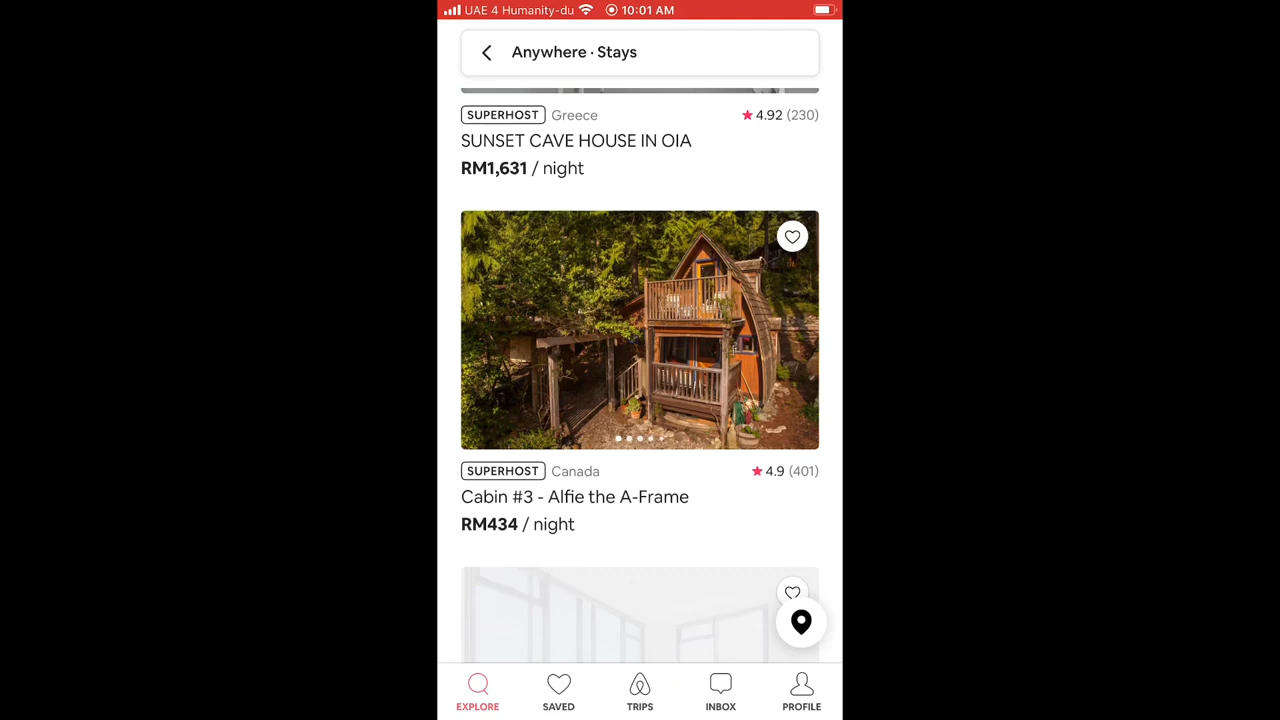 UAE 4 Humanity-du 10:01 AM
Anywhere · Stays
SUPERHOST Greece 4.92 (230)
SUNSET CAVE HOUSE IN OIA
RM1,631 / night
SUPERHOST Canada 4.9 (401)
Cabin #3 - Alfie the A-Frame
RM434 / night
EXPLORE SAVED TRIPS INBOX PROFILE